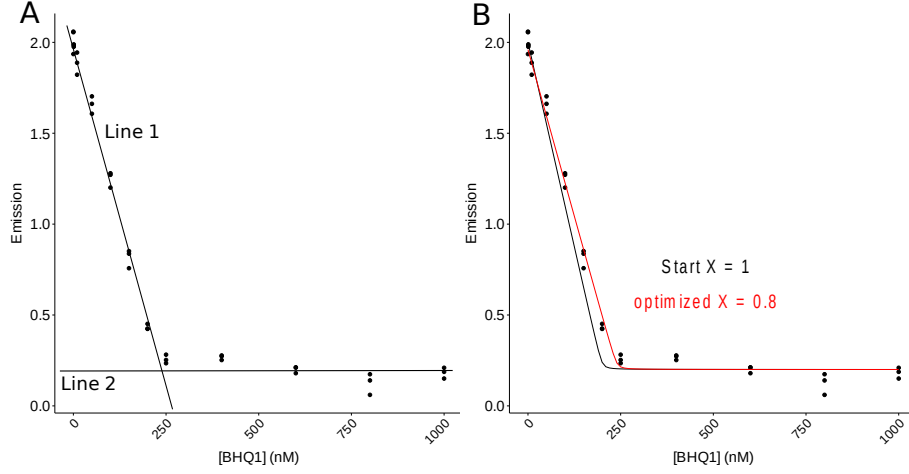 A
2.0
1.5
1.0
0.5
0.0
Emission
Line 1
Line 2
0
250
500
750
1000
[BHQ1] (nM)
B
2.0
1.5
1.0
0.5
0.0
Emission
Start X = 1
optimized X = 0.8
0
250
500
750
1000
[BHQ1] (nM)